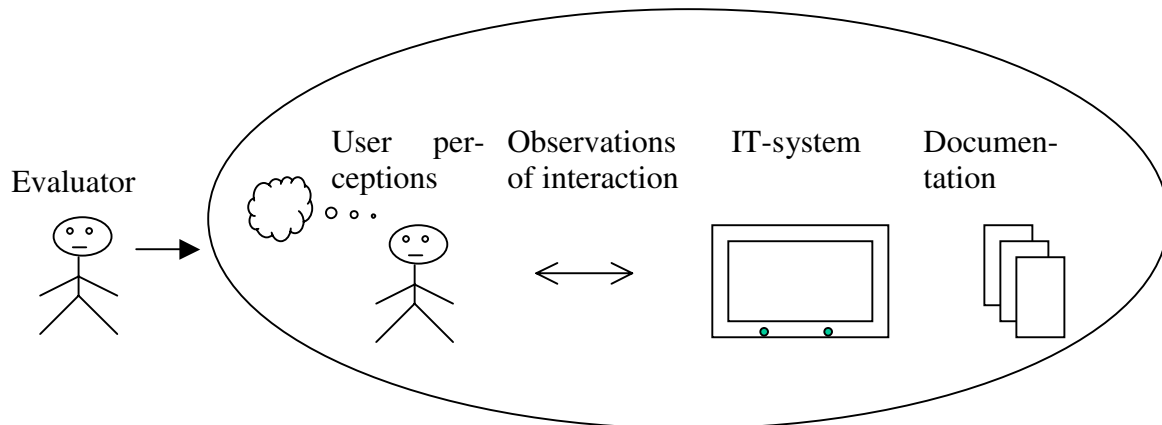 Evaluator
User per-
ceptions
Observations
of interaction
IT-system
Documen-
tation